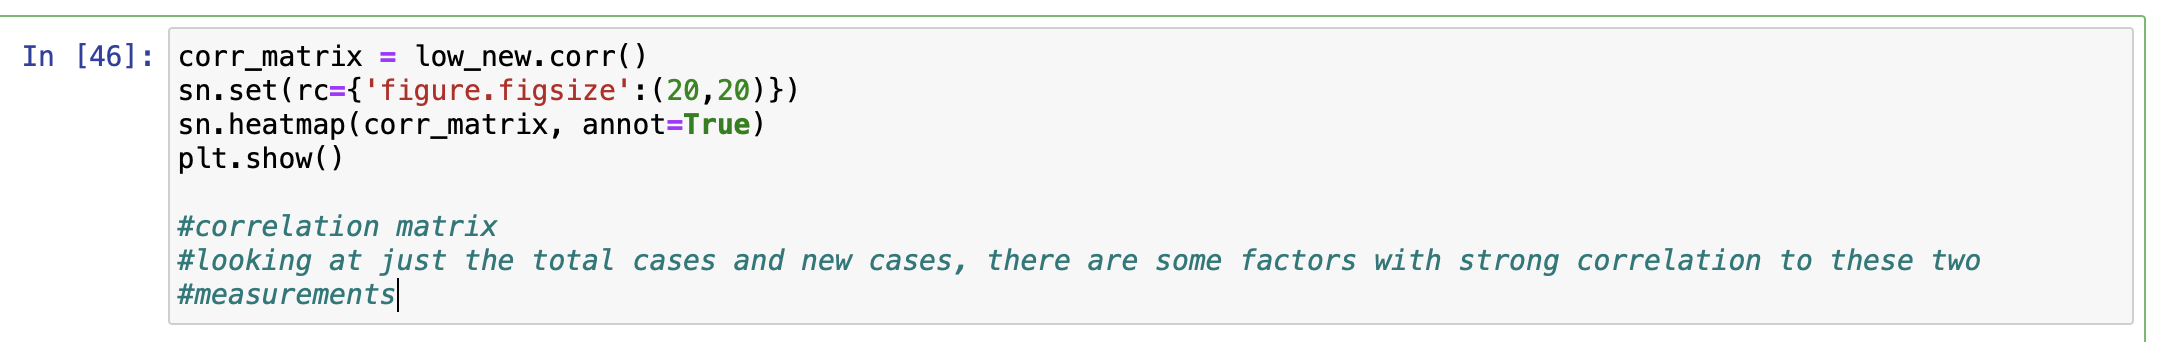 In [46]: corr_matrix = low_new.corr()
sn.set(rc={'figure.figsize':(20,20)})
sn.heatmap(corr_matrix, annot=True)
plt.show()
#correlation matrix
#looking at just the total cases and new cases, there are some factors with strong correlation to these two
#measurements